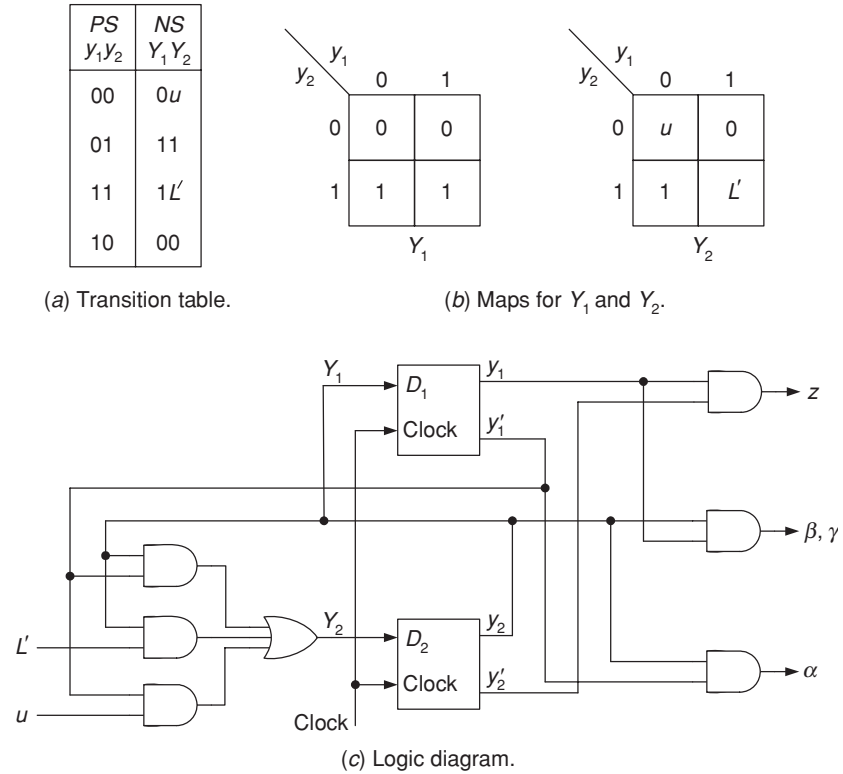 PS NS
y₁y₂ Y₁Y₂
00 0u
01 11
11 1L′
10 00
(a) Transition table.
y₁
y₂ 0 1
0 0 0
1 1 1
Y₁
y₁
y₂ 0 1
0 u 0
1 1 L′
Y₂
(b) Maps for Y₁ and Y₂.
Y₁ D₁ y₁ z
Clock y′₁
β, γ
Y₂ D₂ y₂
L′
Clock y′₂ α
u
Clock
(c) Logic diagram.